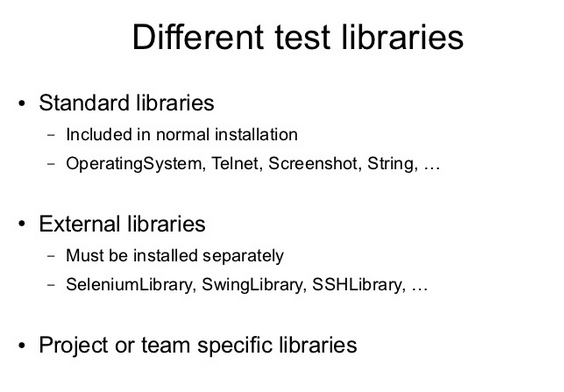 Different test libraries
• Standard libraries
– Included in normal installation
– OperatingSystem, Telnet, Screenshot, String, …
• External libraries
– Must be installed separately
– SeleniumLibrary, SwingLibrary, SSHLibrary, …
• Project or team specific libraries